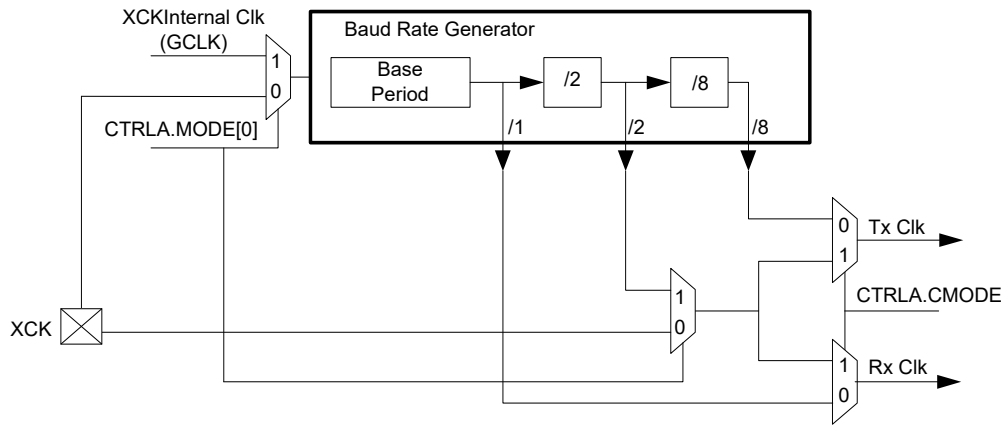 XCKInternal Clk
(GCLK)
Baud Rate Generator
1
0
Base
Period
/2
/8
CTRLA.MODE[0]
/1
/2
/8
0
1
Tx Clk
1
0
CTRLA.CMODE
XCK
1
0
Rx Clk